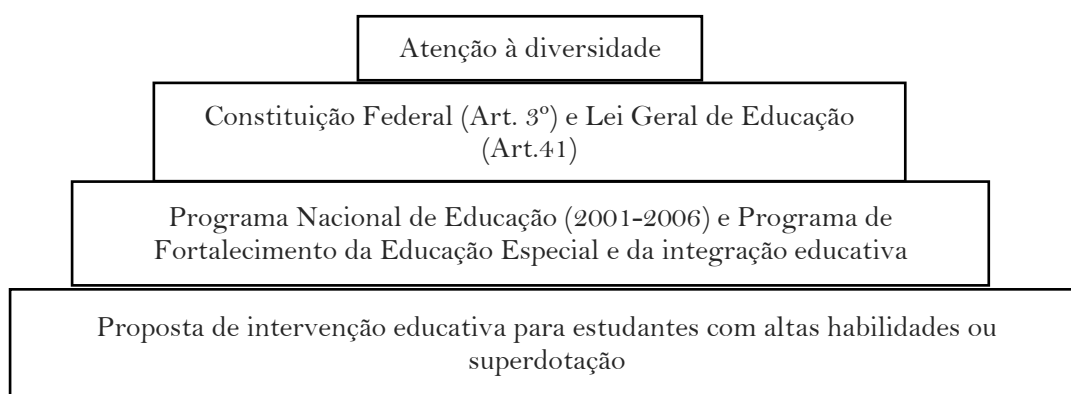 Atenção à diversidade
Constituição Federal (Art. 3º) e Lei Geral de Educação
(Art.41)
Programa Nacional de Educação (2001-2006) e Programa de
Fortalecimento da Educação Especial e da integração educativa
Proposta de intervenção educativa para estudantes com altas habilidades ou
superdotação